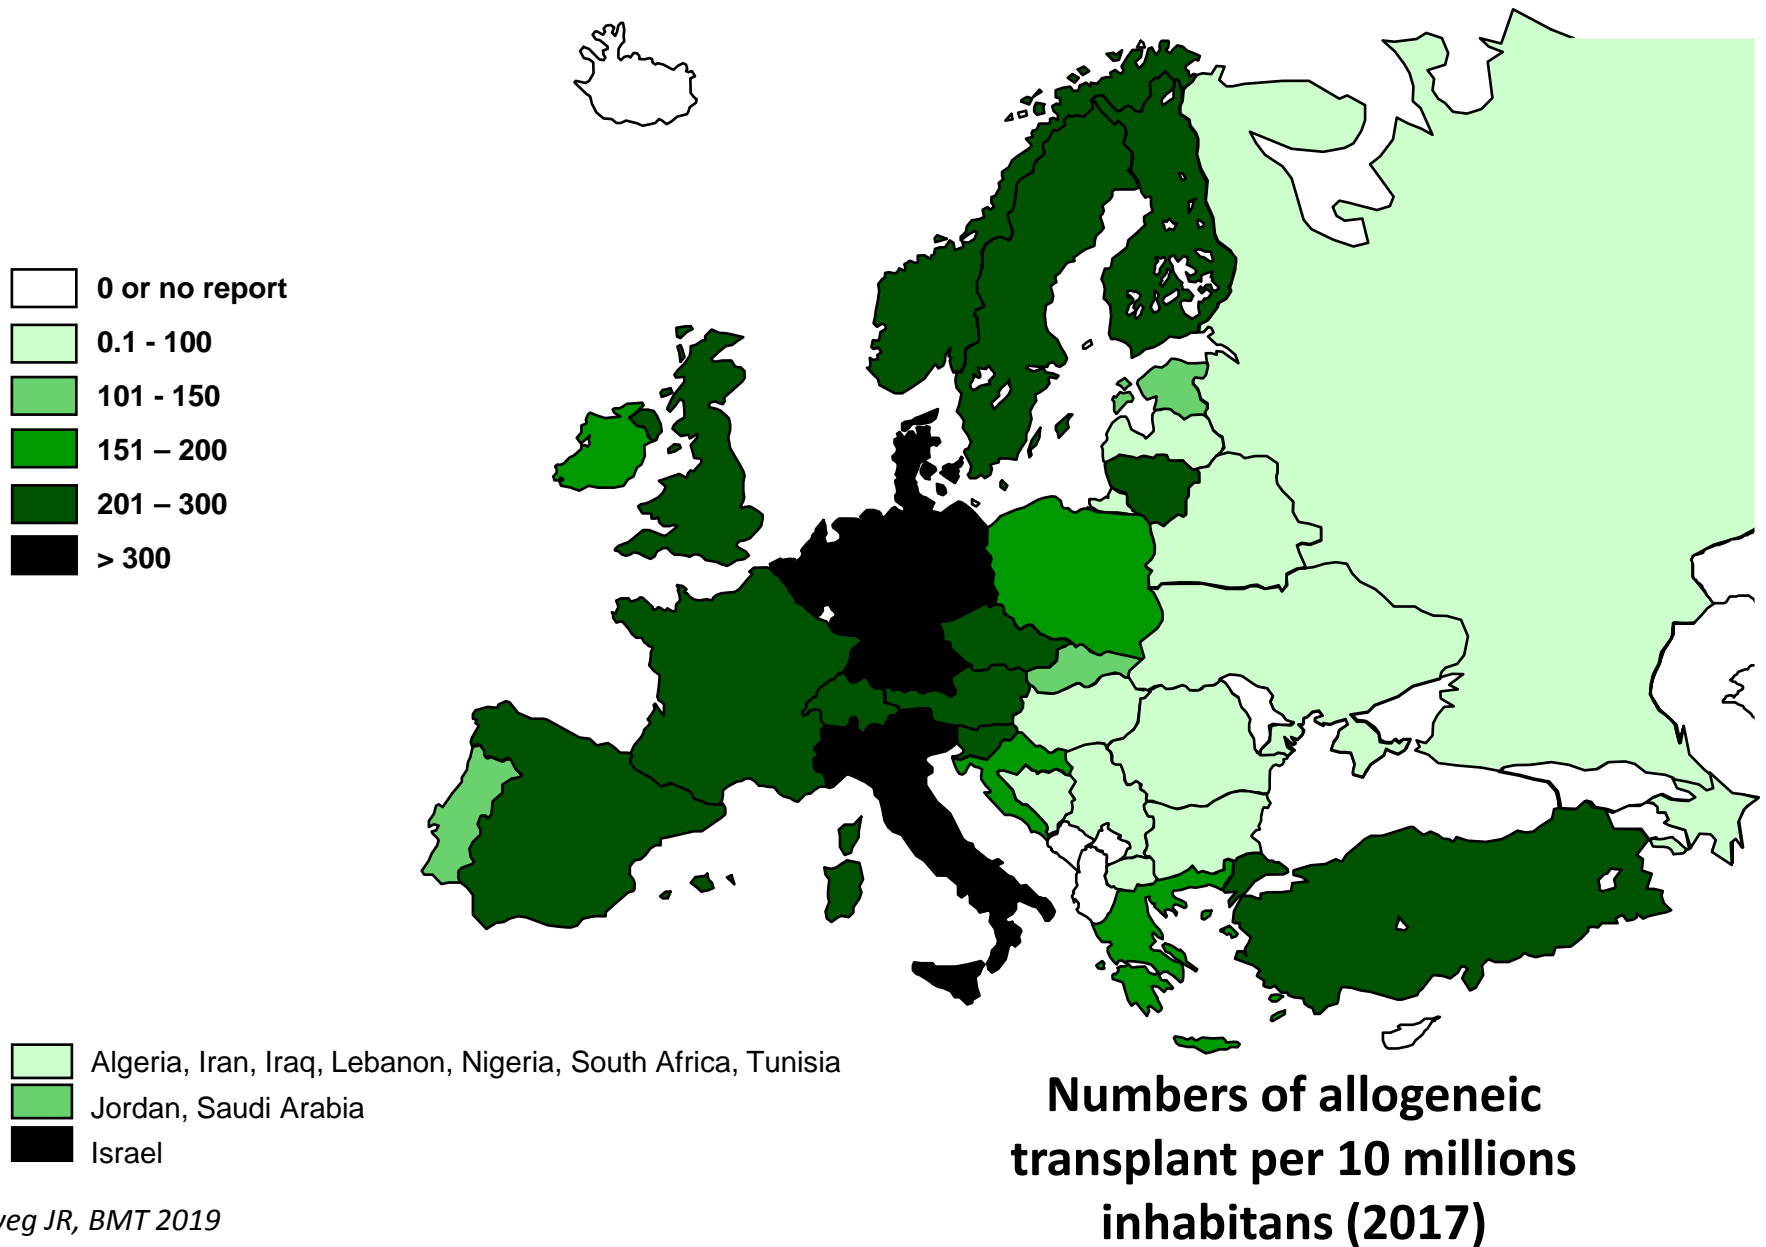 0 or no report
0.1 - 100
101 - 150
151 – 200
201 – 300
> 300
Algeria, Iran, Iraq, Lebanon, Nigeria, South Africa, Tunisia
Jordan, Saudi Arabia
Israel
Numbers of allogeneic
transplant per 10 millions
inhabitans (2017)
JR, BMT 2019